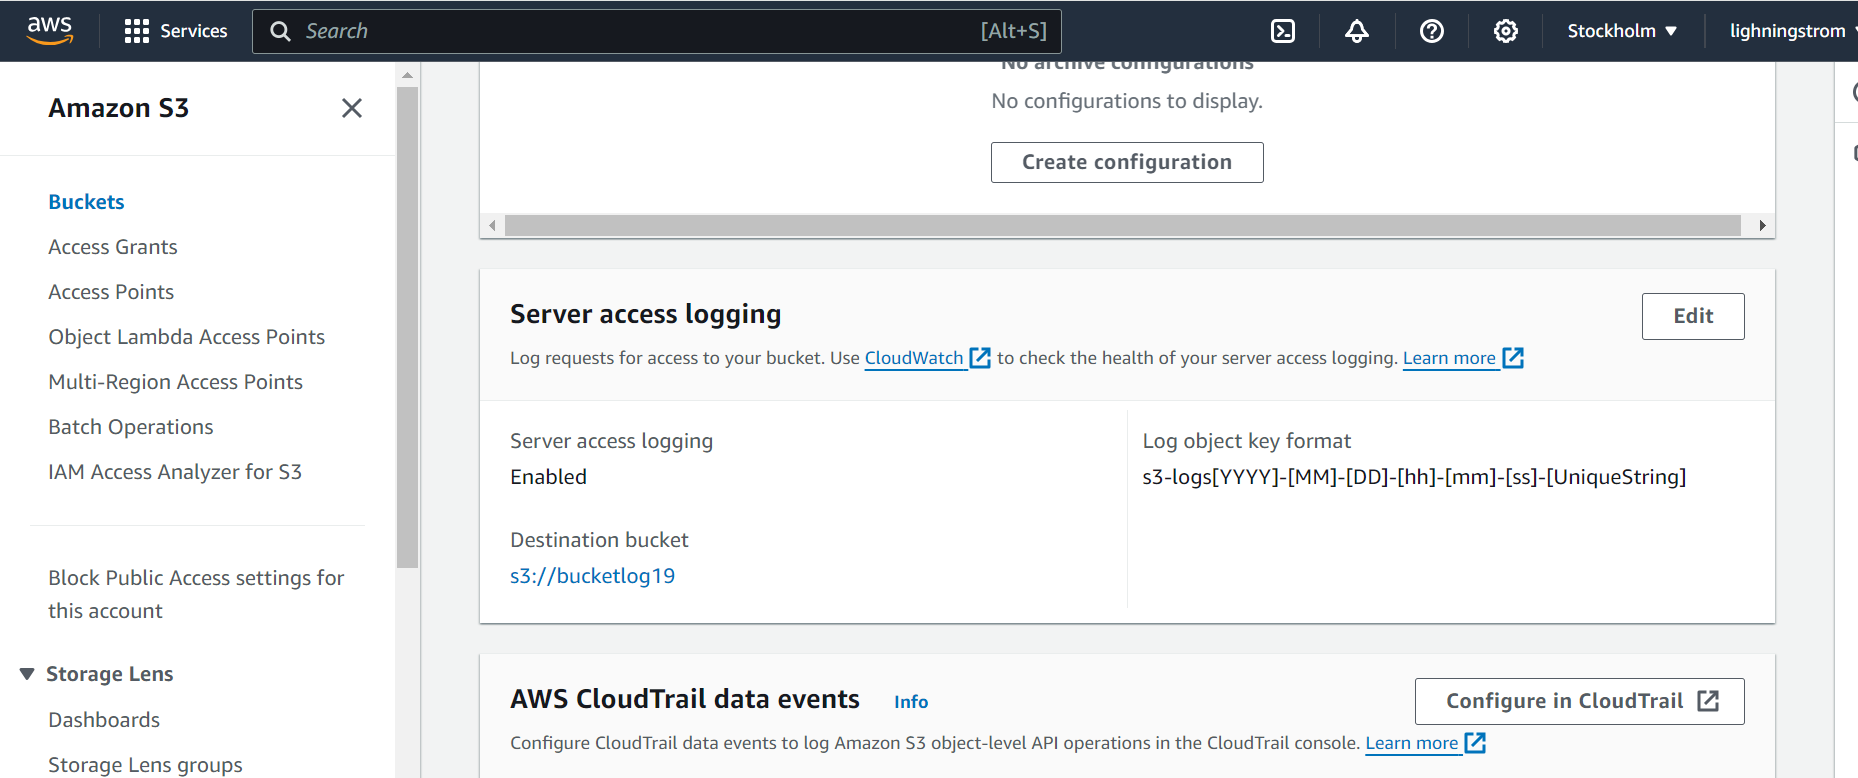 aws
Services
Search
[Alt+S]
Stockholm
lighningstrom
Amazon S3
Buckets
Access Grants
Access Points
Object Lambda Access Points
Multi-Region Access Points
Batch Operations
IAM Access Analyzer for S3
Block Public Access settings for
this account
Storage Lens
Dashboards
Storage Lens groups
No archive configurations
No configurations to display.
Create configuration
Server access logging
Edit
Log requests for access to your bucket. Use CloudWatch to check the health of your server access logging. Learn more
Server access logging
Enabled
Destination bucket
s3://bucketlog19
Log object key format
s3-logs[YYYY]-[MM]-[DD]-[hh]-[mm]-[ss]-[UniqueString]
AWS CloudTrail data events
Info
Configure in CloudTrail
Configure CloudTrail data events to log Amazon S3 object-level API operations in the CloudTrail console. Learn more